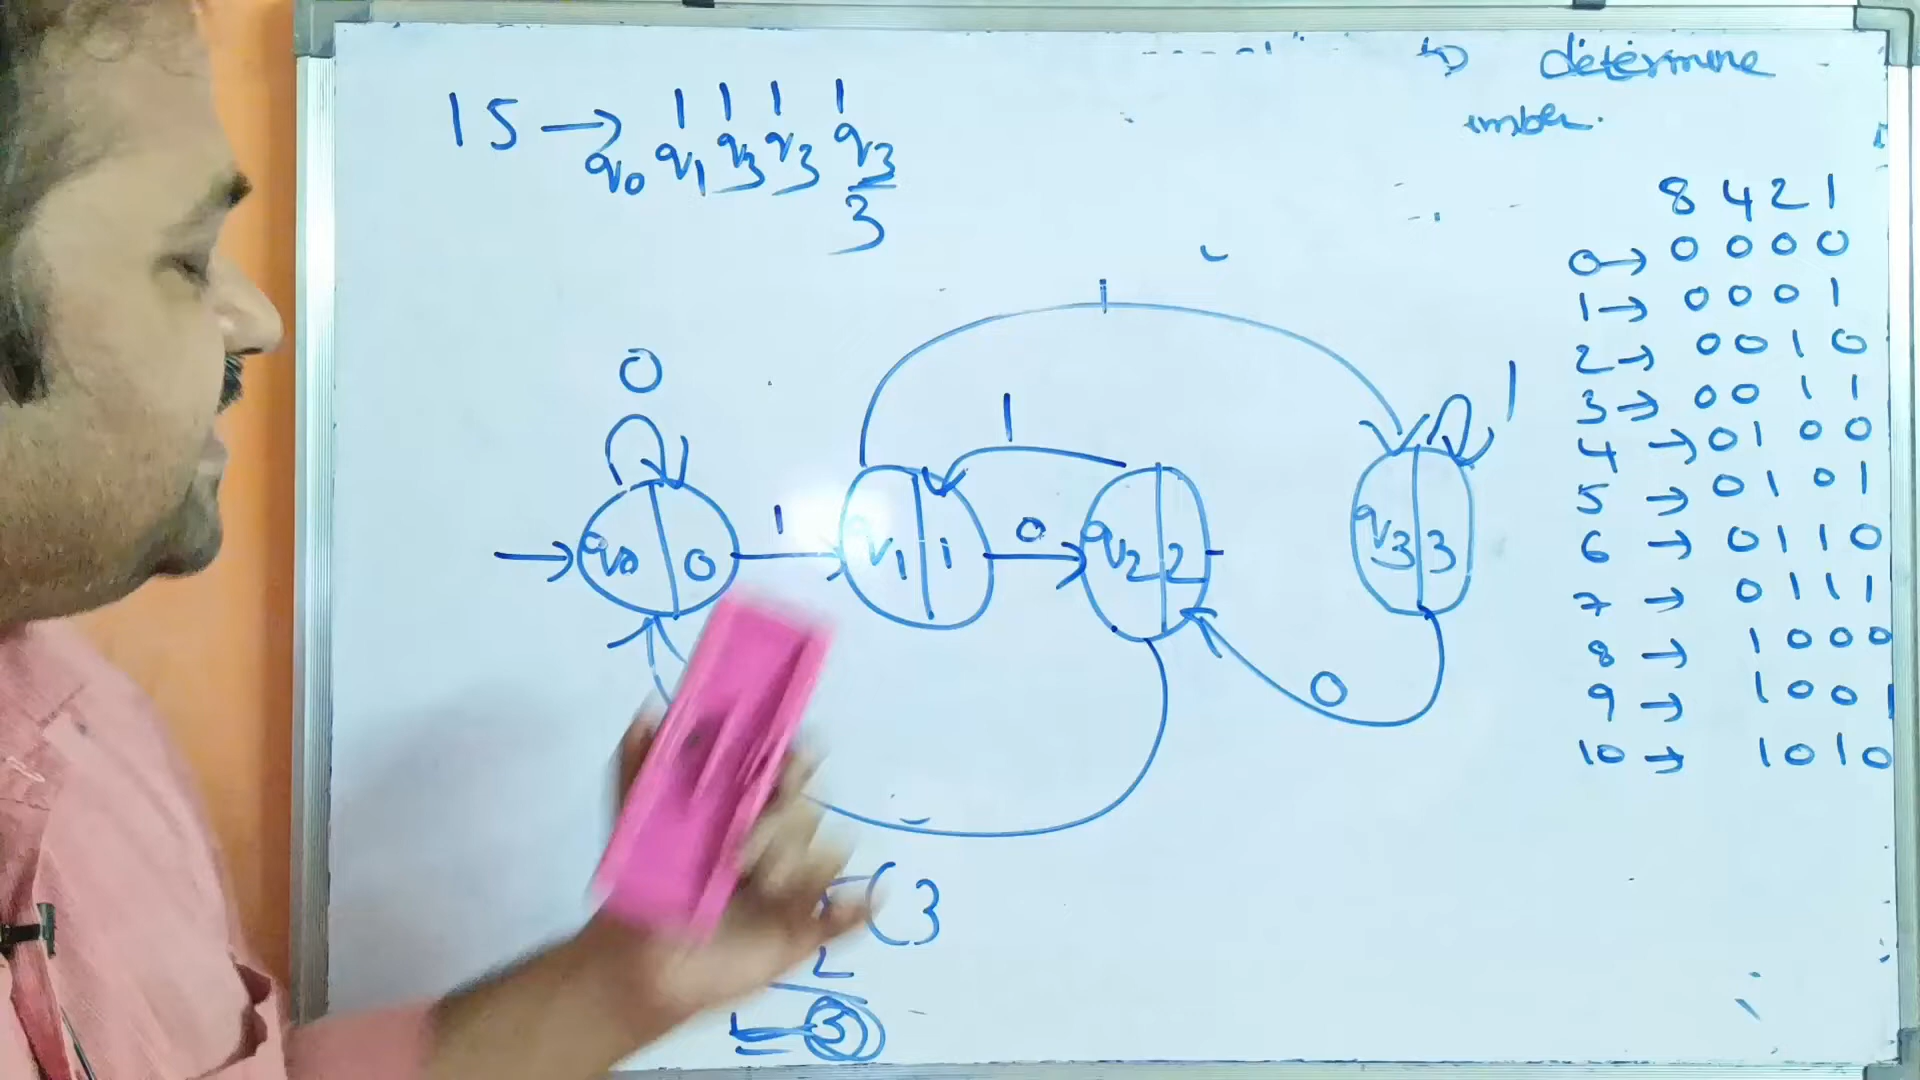 determine
15 → 1 1 1 1
q0 q1 q3 q3 q3
3
8 4 2 1
0 → 0 0 0 0
1 → 0 0 0 1
2 → 0 0 1 0
3 → 0 0 1 1
4 → 0 1 0 0
5 → 0 1 0 1
6 → 0 1 1 0
7 → 0 1 1 1
8 → 1 0 0 0
9 → 1 0 0 1
10 → 1 0 1 0
1
0
1
1
q0 0
1
q1 1
0
q2 2
q3 3
0
(3
2
3